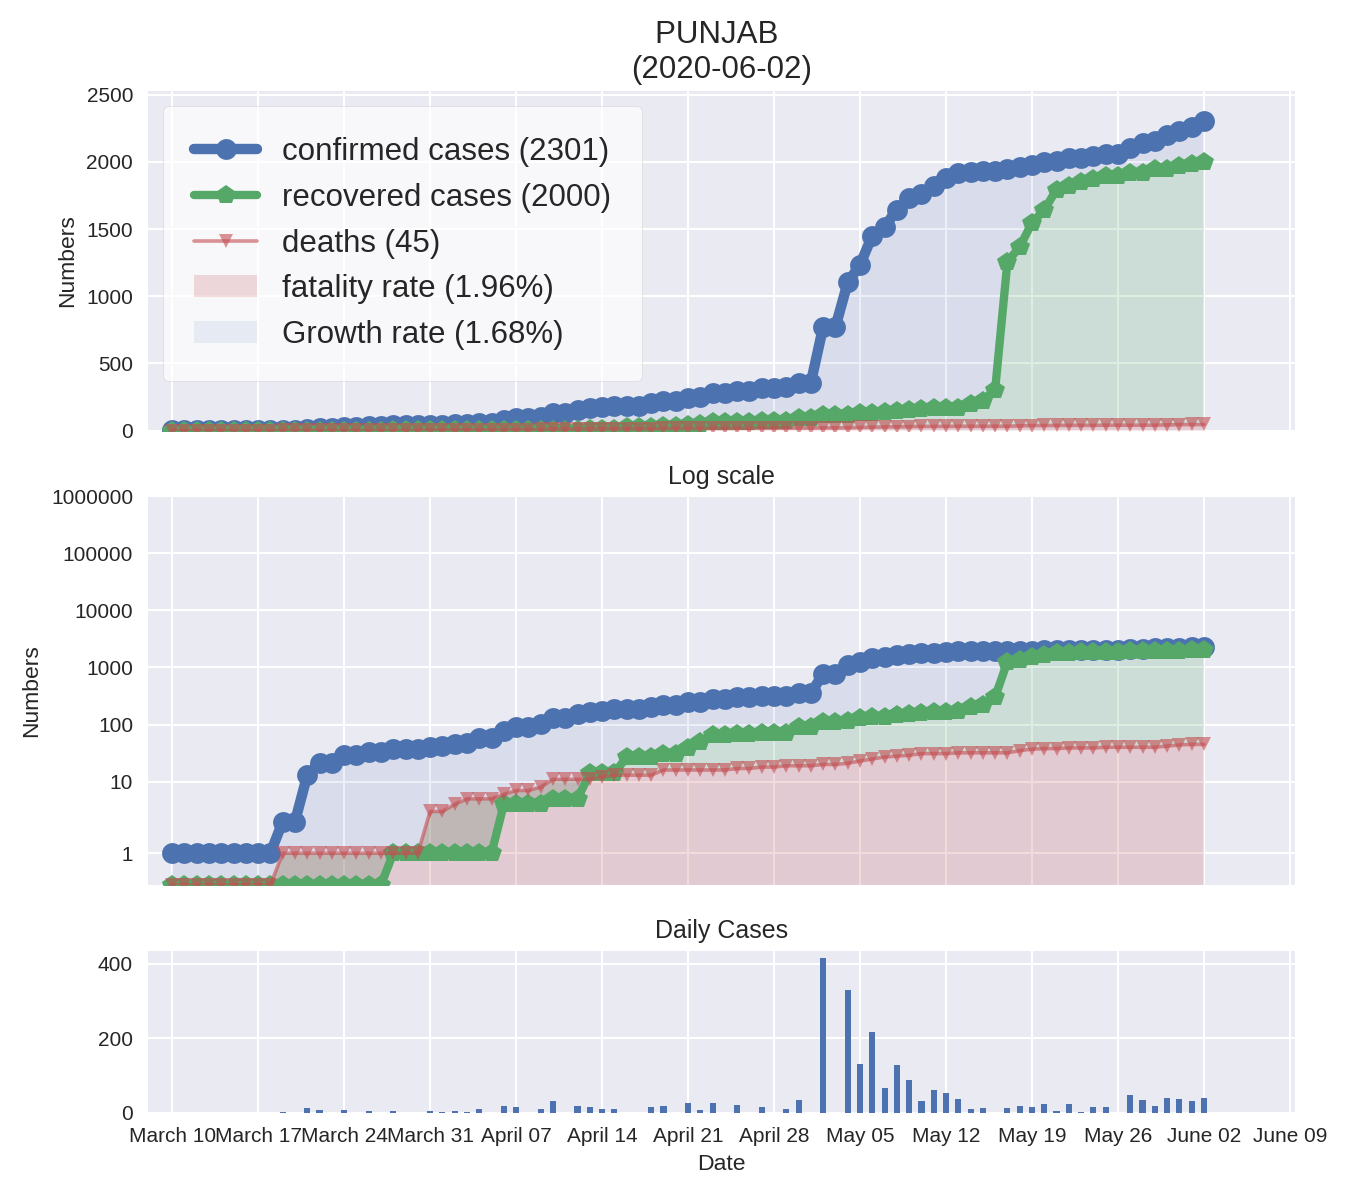 PUNJAB
(2020-06-02)
2500
2000
1500
1000
500
0
Numbers
confirmed cases (2301)
recovered cases (2000)
deaths (45)
fatality rate (1.96%)
Growth rate (1.68%)
Log scale
1000000
100000
10000
1000
100
10
1
Numbers
Daily Cases
400
200
0
March 10 March 17 March 24 March 31 April 07 April 14 April 21 April 28 May 05 May 12 May 19 May 26 June 02 June 09
Date